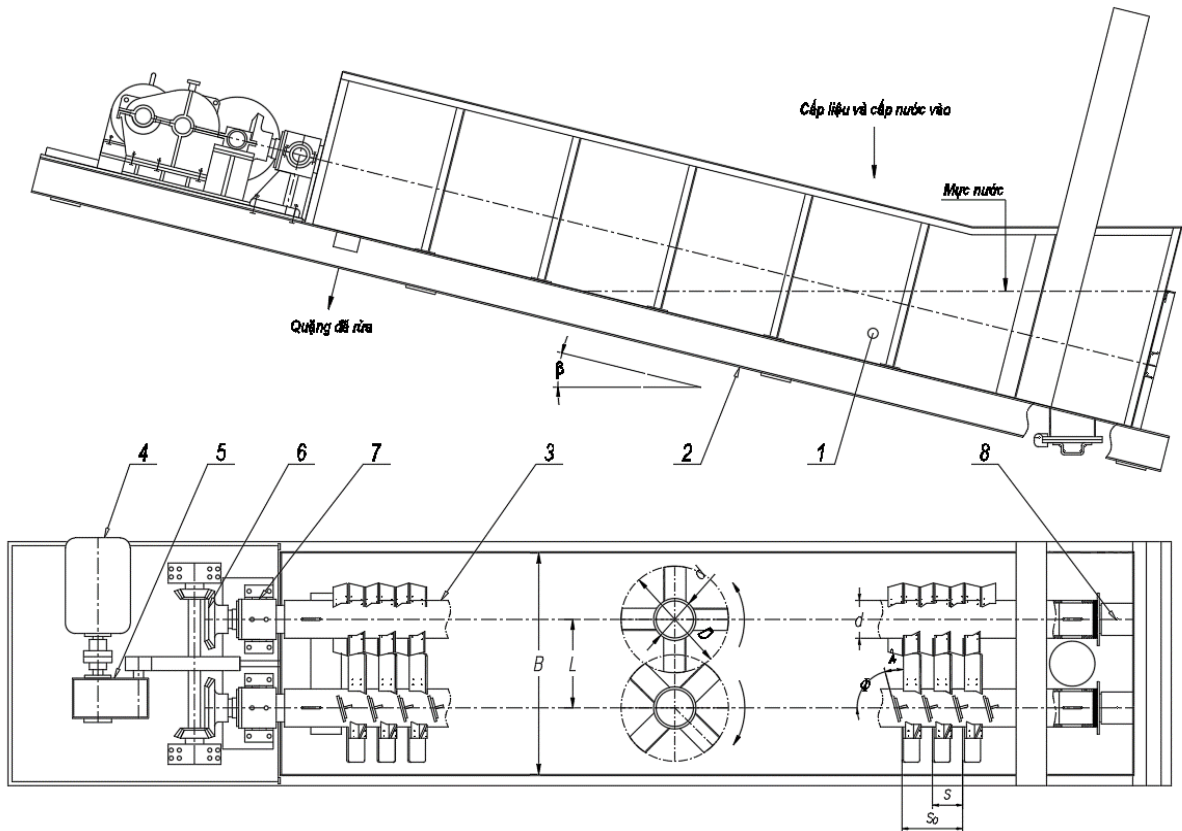 Cấp liệu và cấp nước vào
Mực nước
Quặng đã rửa
β
4 5 6 7 3 2 1 8
d
D
B
L
d
Φ
S
S₀